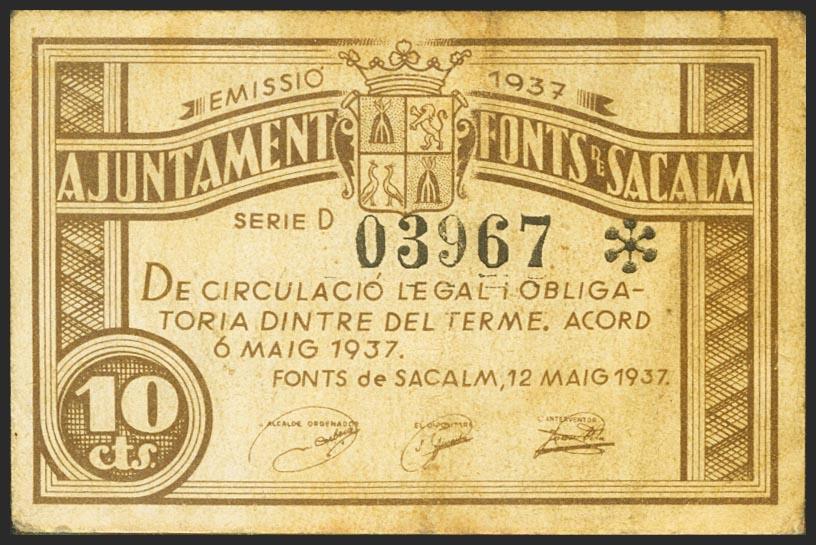 EMISSIÓ 1937
AJUNTAMENT FONTS DE SACALM
SERIE D 03967
DE CIRCULACIÓ LEGAL I OBLIGA-
TORIA DINTRE DEL TERME. ACORD
6 MAIG 1937.
FONTS de SACALM, 12 MAIG 1937.
ALCALDE ORDENADOR EL DIPOSITARI L'INTERVENTOR
10
cts.